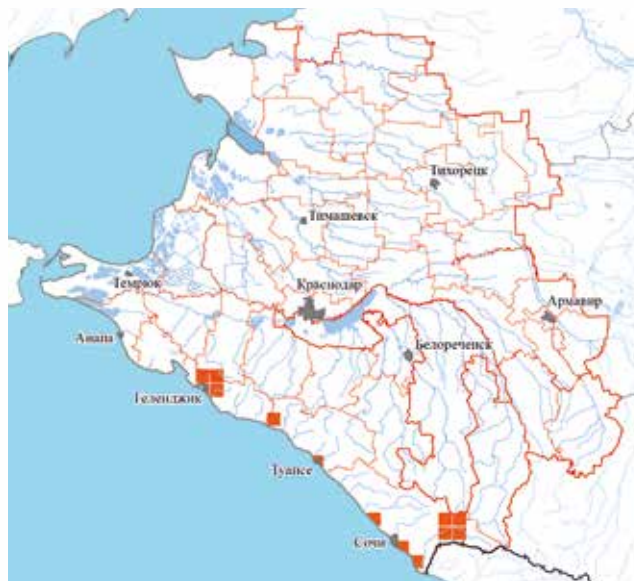 Тихорецк
Тимашевск
Темрюк
Краснодар
Армавир
Анапа
Белореченск
Геленджик
Туапсе
Сочи